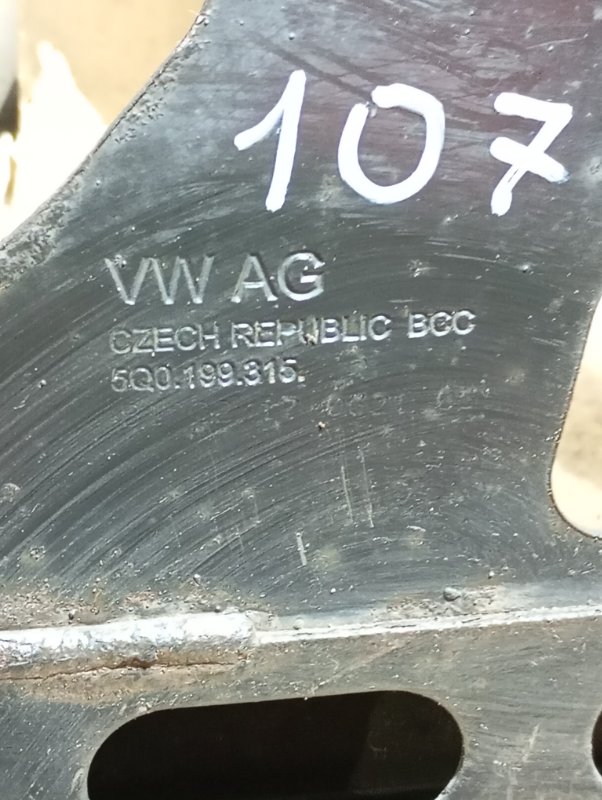 107
VW AG
CZECH REPUBLIC BCC
5Q0.199.315.